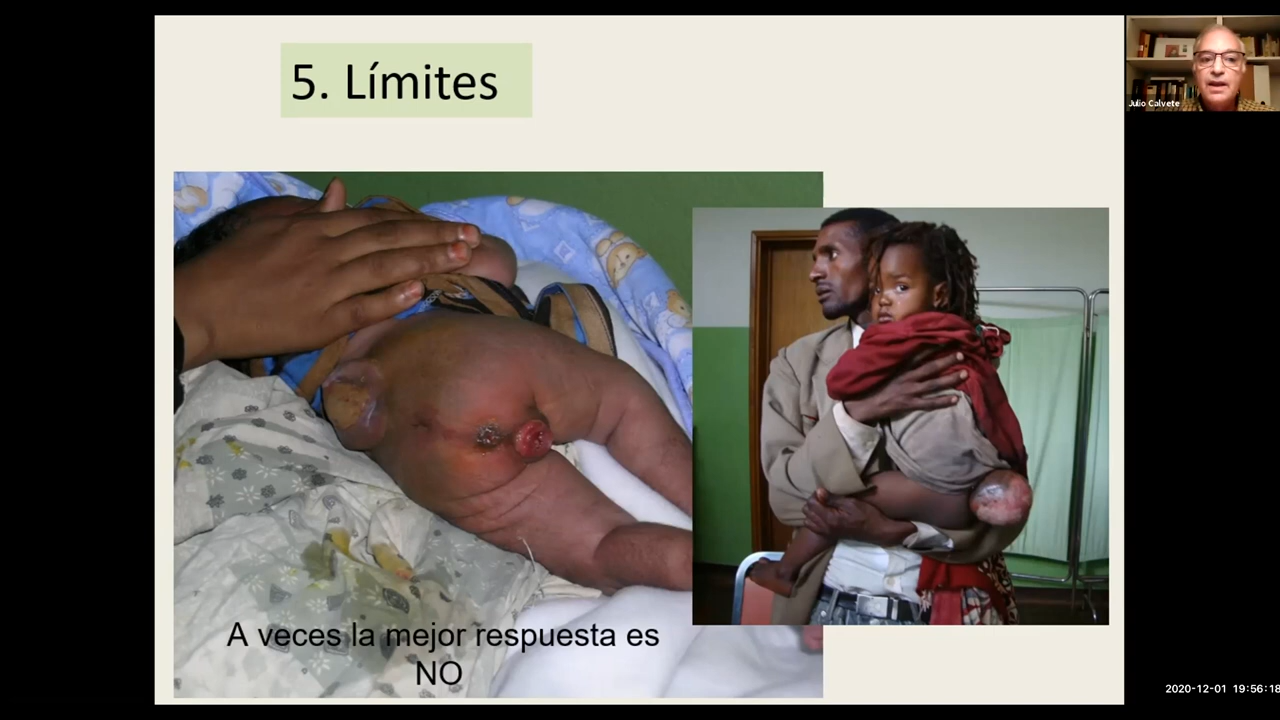 5. Límites
Julio Calvete
A veces la mejor respuesta es
NO
2020-12-01 19:56:18